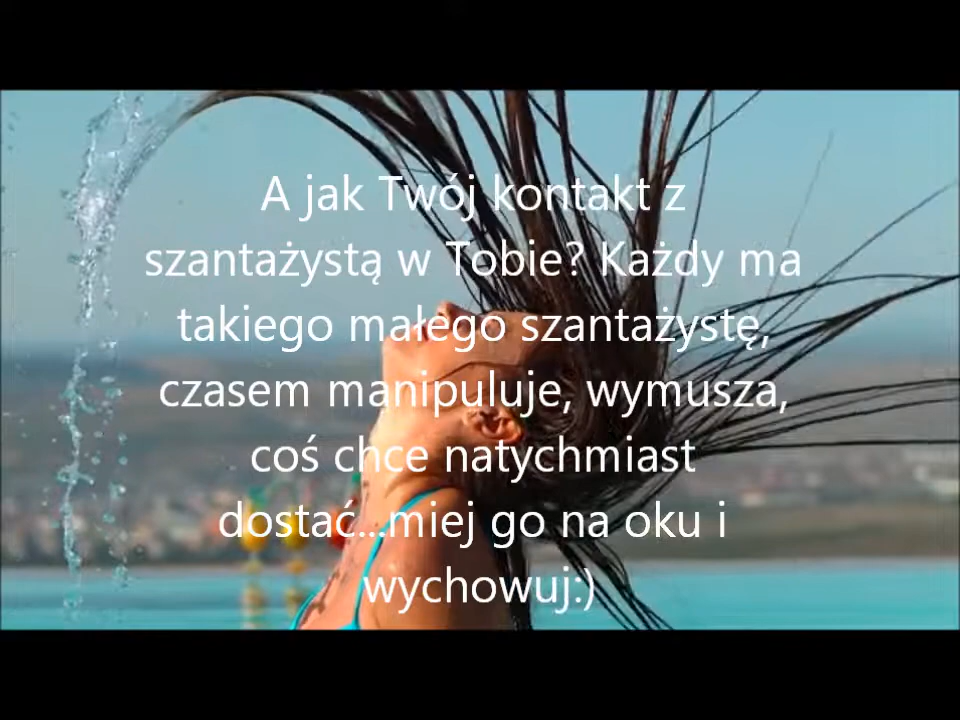 A jak Twój kontakt z
szantażystą w Tobie? Każdy ma
takiego małego szantażystę,
czasem manipuluje, wymusza,
coś chce natychmiast
dostać...miej go na oku i
wychowuj:)